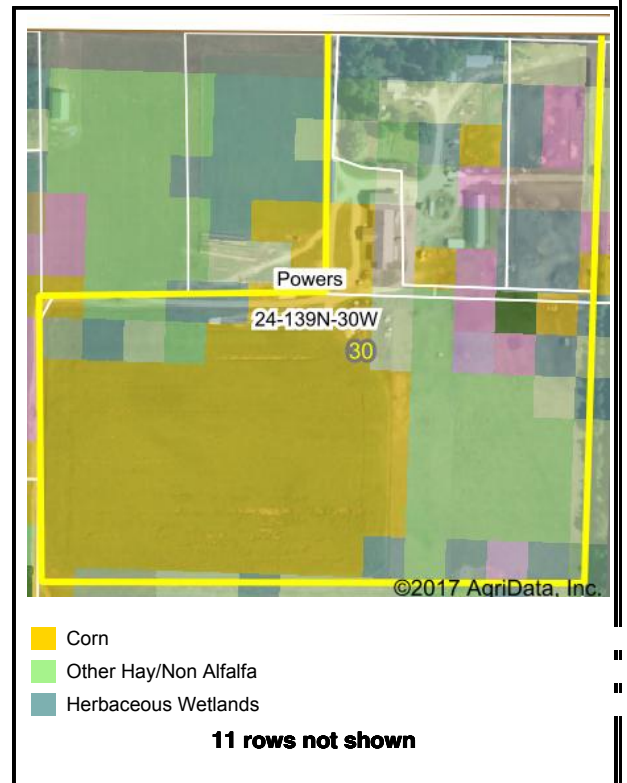 Powers
24-139N-30W
30
©2017 AgriData, Inc.
Corn
Other Hay/Non Alfalfa
Herbaceous Wetlands
11 rows not shown